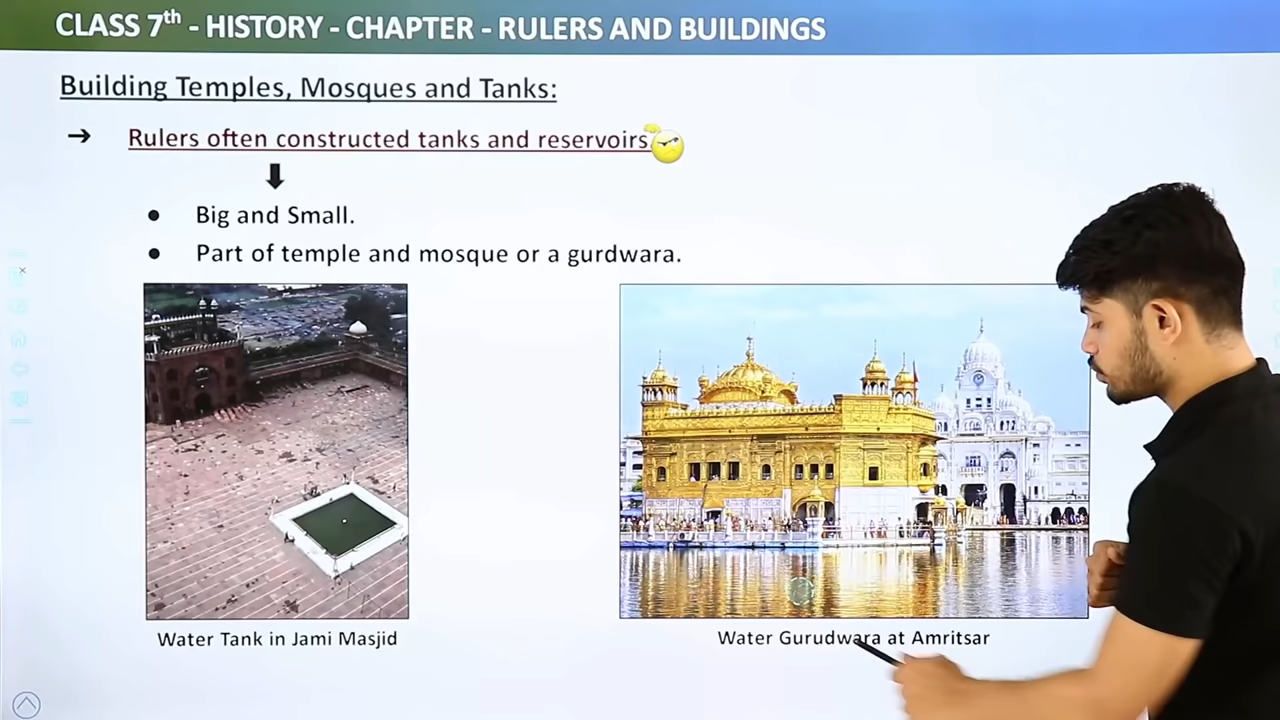 CLASS 7th - HISTORY - CHAPTER - RULERS AND BUILDINGS
Building Temples, Mosques and Tanks:
➔ Rulers often constructed tanks and reservoirs
● Big and Small.
● Part of temple and mosque or a gurdwara.
Water Tank in Jami Masjid
Water Gurudwara at Amritsar